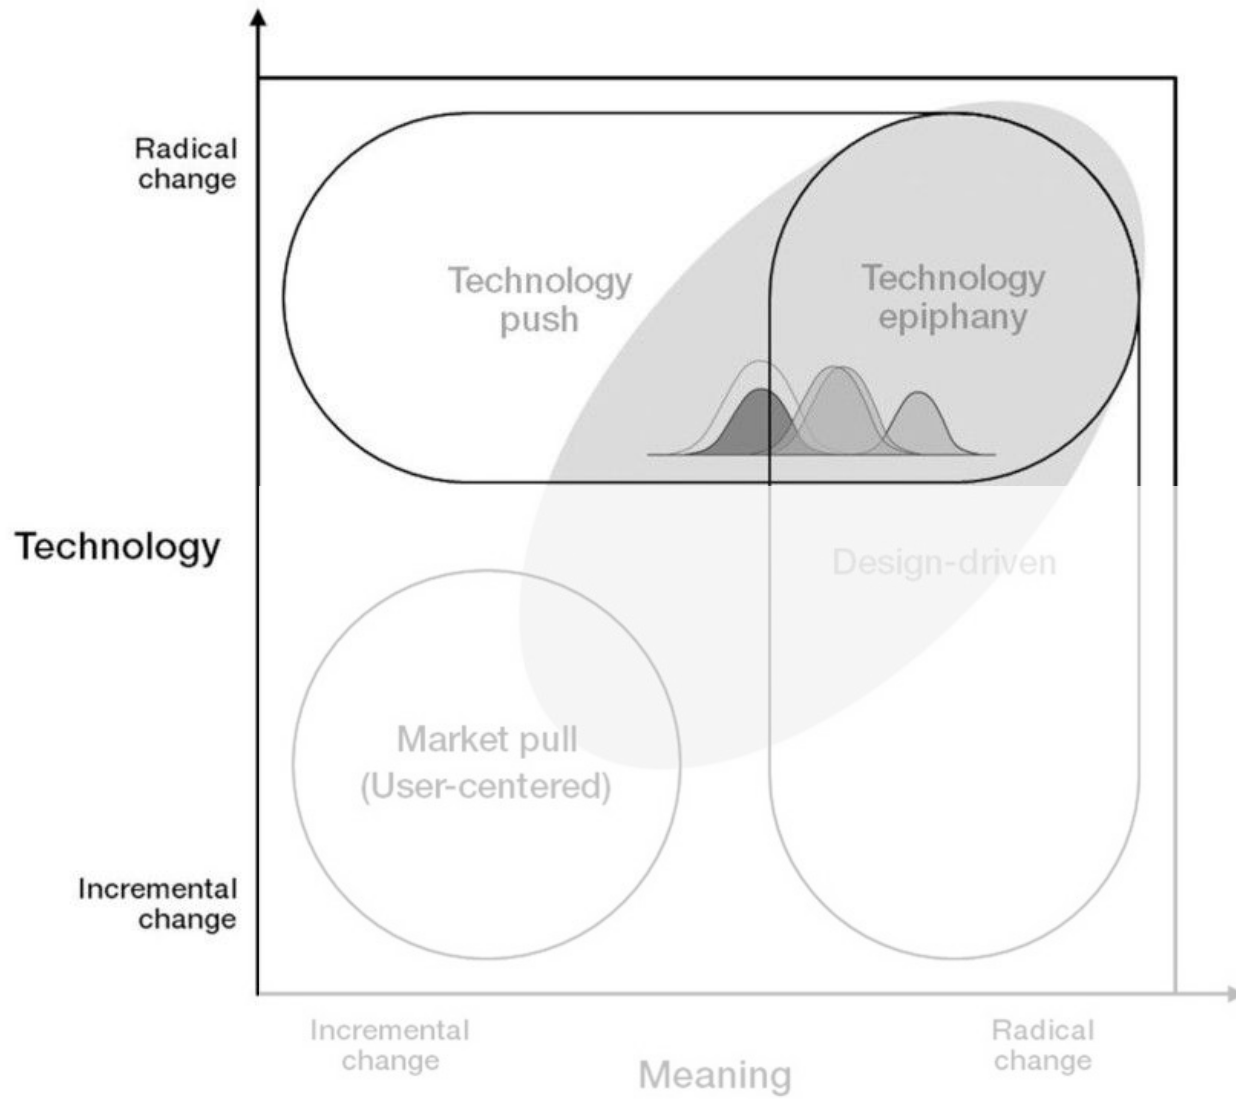 Radical
change
Technology
push
Technology
epiphany
Technology
Design-driven
Market pull
(User-centered)
Incremental
change
Incremental
change
Radical
change
Meaning